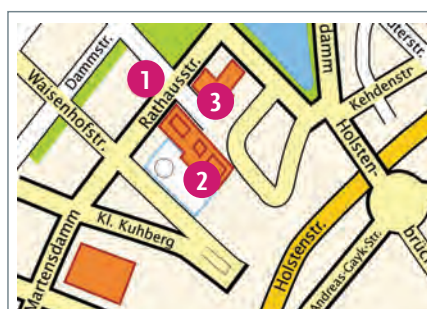 Dammstr.
Waisenhofstr.
1
Rathausstr.
3
2
damm
Kehdenstr
Holsten-
brüc
Kl. Kuhberg
Martensdamm
Holstenstr.
Andreas-Gayk-Str.